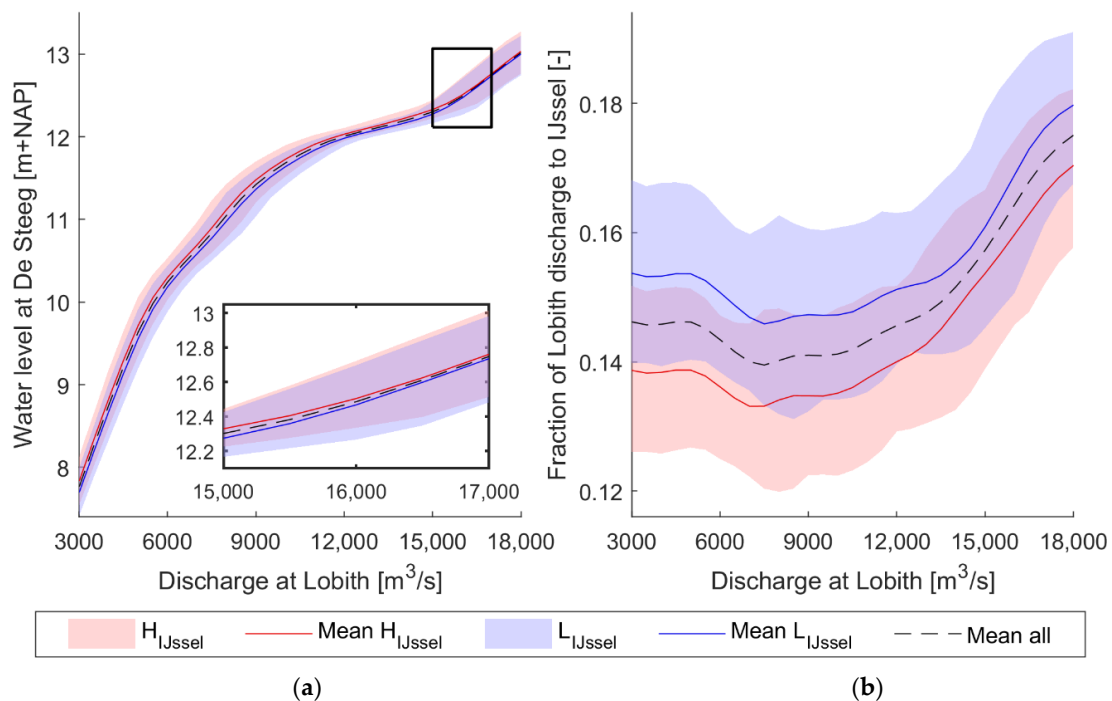 Water level at De Steeg [m+NAP]
13
12
11
10
9
8
13
12.8
12.6
12.4
12.2
15,000 16,000 17,000
3000 6000 9000 12,000 15,000 18,000
Discharge at Lobith [m³/s]
Fraction of Lobith discharge to IJssel [-]
0.18
0.16
0.14
0.12
3000 6000 9000 12,000 15,000 18,000
Discharge at Lobith [m³/s]
H_IJssel Mean H_IJssel L_IJssel Mean L_IJssel Mean all
(a) (b)